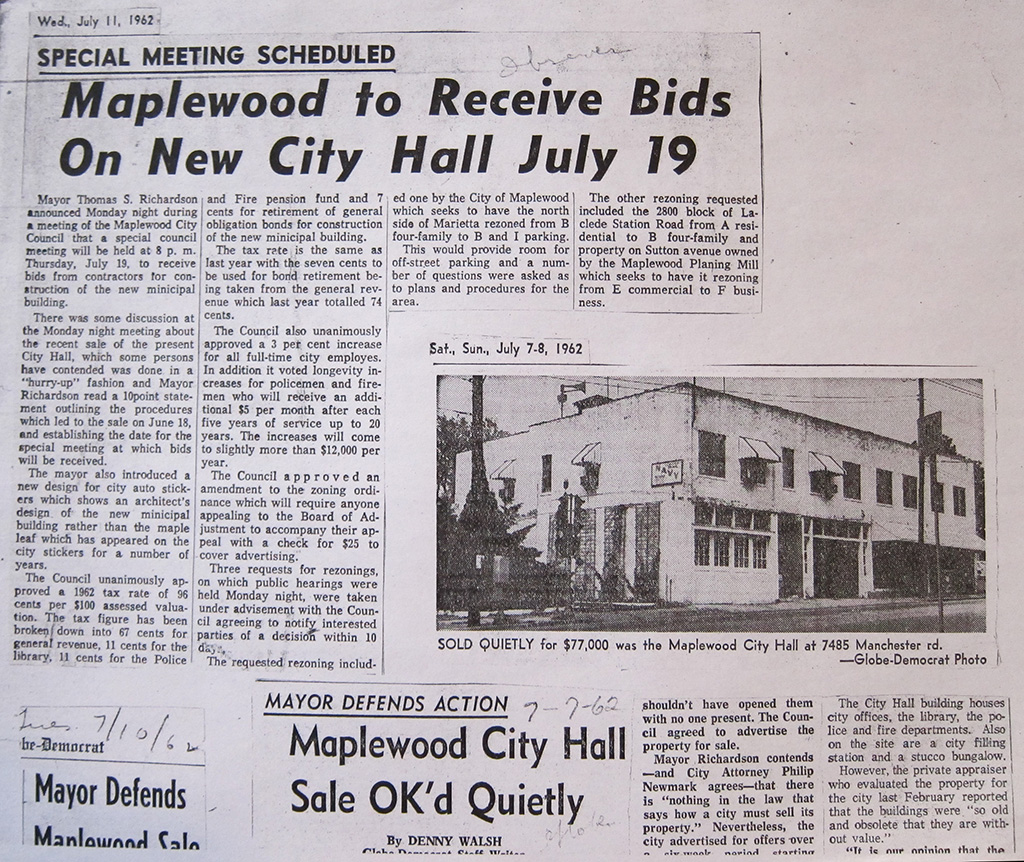 Wed., July 11, 1962
SPECIAL MEETING SCHEDULED
Observer
Maplewood to Receive Bids
On New City Hall July 19
Mayor Thomas S. Richardson
announced Monday night during
a meeting of the Maplewood City
Council that a special council
meeting will be held at 8 p. m.
Thursday, July 19, to receive
bids from contractors for con-
struction of the new minicipal
building.
There was some discussion at
the Monday night meeting about
the recent sale of the present
City Hall, which some persons
have contended was done in a
"hurry-up" fashion and Mayor
Richardson read a 10point state-
ment outlining the procedures
which led to the sale on June 18,
and establishing the date for the
special meeting at which bids
will be received.
The mayor also introduced a
new design for city auto stick-
ers which shows an architect's
design of the new minicipal
building rather than the maple
leaf which has appeared on the
city stickers for a number of
years.
The Council unanimously ap-
proved a 1962 tax rate of 96
cents per $100 assessed valua-
tion. The tax figure has been
broken down into 67 cents for
general revenue, 11 cents for the
library, 11 cents for the Police
and Fire pension fund and 7
cents for retirement of general
obligation bonds for construction
of the new minicipal building.
The tax rate is the same as
last year with the seven cents to
be used for bond retirement be-
ing taken from the general rev-
enue which last year totalled 74
cents.
The Council also unanimously
approved a 3 per cent increase
for all full-time city employes.
In addition it voted longevity in-
creases for policemen and fire-
men who will receive an addi-
tional $5 per month after each
five years of service up to 20
years. The increases will come
to slightly more than $12,000 per
year.
The Council approved an
amendment to the zoning ordi-
nance which will require anyone
appealing to the Board of Ad-
justment to accompany their ap-
peal with a check for $25 to
cover advertising.
Three requests for rezonings,
on which public hearings were
held Monday night, were taken
under advisement with the Coun-
cil agreeing to notify interested
parties of a decision within 10
days.
The requested rezoning includ-
ed one by the City of Maplewood
which seeks to have the north
side of Marietta rezoned from B
four-family to B and I parking.
This would provide room for
off-street parking and a num-
ber of questions were asked as
to plans and procedures for the
area.
The other rezoning requested
included the 2800 block of La-
clede Station Road from A res-
idential to B four-family and
property on Sutton avenue owned
by the Maplewood Planing Mill
which seeks to have it rezoning
from E commercial to F busi-
ness.
Sat., Sun., July 7-8, 1962
SOLD QUIETLY for $77,000 was the Maplewood City Hall at 7485 Manchester rd.
—Globe-Democrat Photo
Tues 7/10/62
be-Democrat
Mayor Defends
Maplewood Sale
MAYOR DEFENDS ACTION
7-7-62
Maplewood City Hall
Sale OK'd Quietly
By DENNY WALSH
Globe-Democrat Staff Writer
shouldn't have opened them
with no one present. The Coun-
cil agreed to advertise the
property for sale.
Mayor Richardson contends
—and City Attorney Philip
Newmark agrees—that there
is "nothing in the law that
says how a city must sell its
property." Nevertheless, the
city advertised for offers over
a six-week period starting
The City Hall building houses
city offices, the library, the po-
lice and fire departments. Also
on the site are a city filling
station and a stucco bungalow.
However, the private appraiser
who evaluated the property for
the city last February reported
that the buildings were "so old
and obsolete that they are with-
out value."
"It is our opinion that the